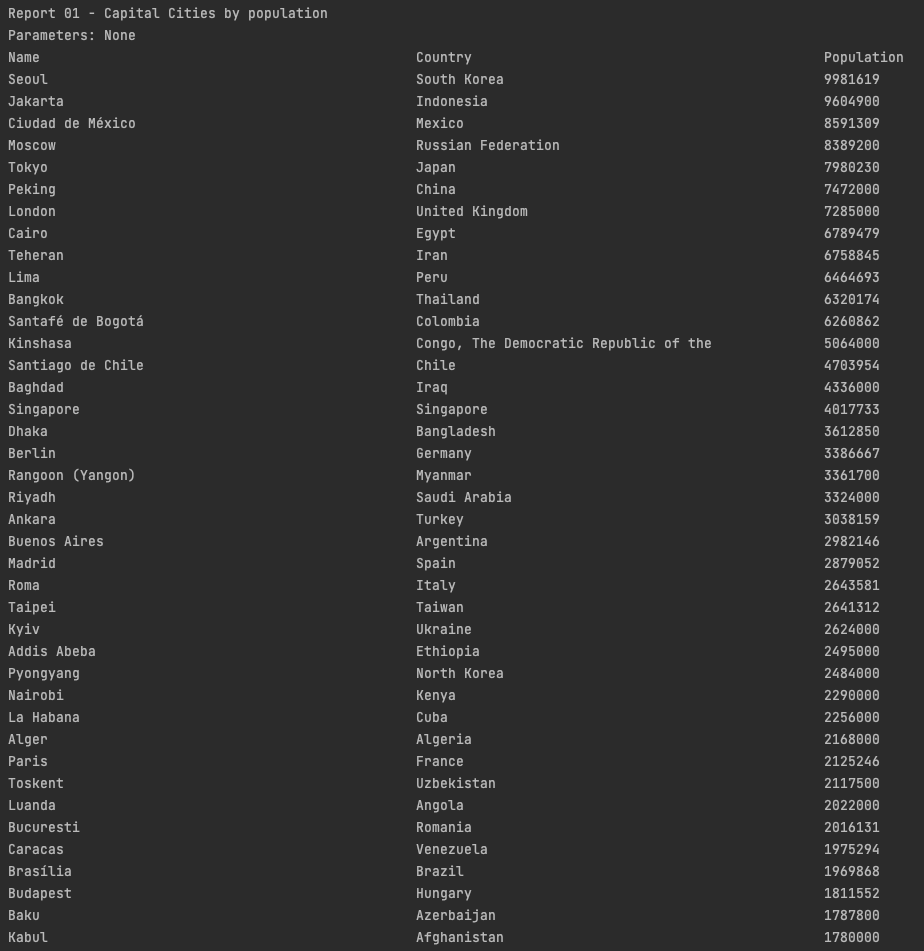 Report 01 - Capital Cities by population
Parameters: None
Name Country Population
Seoul South Korea 9981619
Jakarta Indonesia 9604900
Ciudad de México Mexico 8591309
Moscow Russian Federation 8389200
Tokyo Japan 7980230
Peking China 7472000
London United Kingdom 7285000
Cairo Egypt 6789479
Teheran Iran 6758845
Lima Peru 6464693
Bangkok Thailand 6320174
Santafé de Bogotá Colombia 6260862
Kinshasa Congo, The Democratic Republic of the 5064000
Santiago de Chile Chile 4703954
Baghdad Iraq 4336000
Singapore Singapore 4017733
Dhaka Bangladesh 3612850
Berlin Germany 3386667
Rangoon (Yangon) Myanmar 3361700
Riyadh Saudi Arabia 3324000
Ankara Turkey 3038159
Buenos Aires Argentina 2982146
Madrid Spain 2879052
Roma Italy 2643581
Taipei Taiwan 2641312
Kyiv Ukraine 2624000
Addis Abeba Ethiopia 2495000
Pyongyang North Korea 2484000
Nairobi Kenya 2290000
La Habana Cuba 2256000
Alger Algeria 2168000
Paris France 2125246
Toskent Uzbekistan 2117500
Luanda Angola 2022000
Bucuresti Romania 2016131
Caracas Venezuela 1975294
Brasília Brazil 1969868
Budapest Hungary 1811552
Baku Azerbaijan 1787800
Kabul Afghanistan 1780000